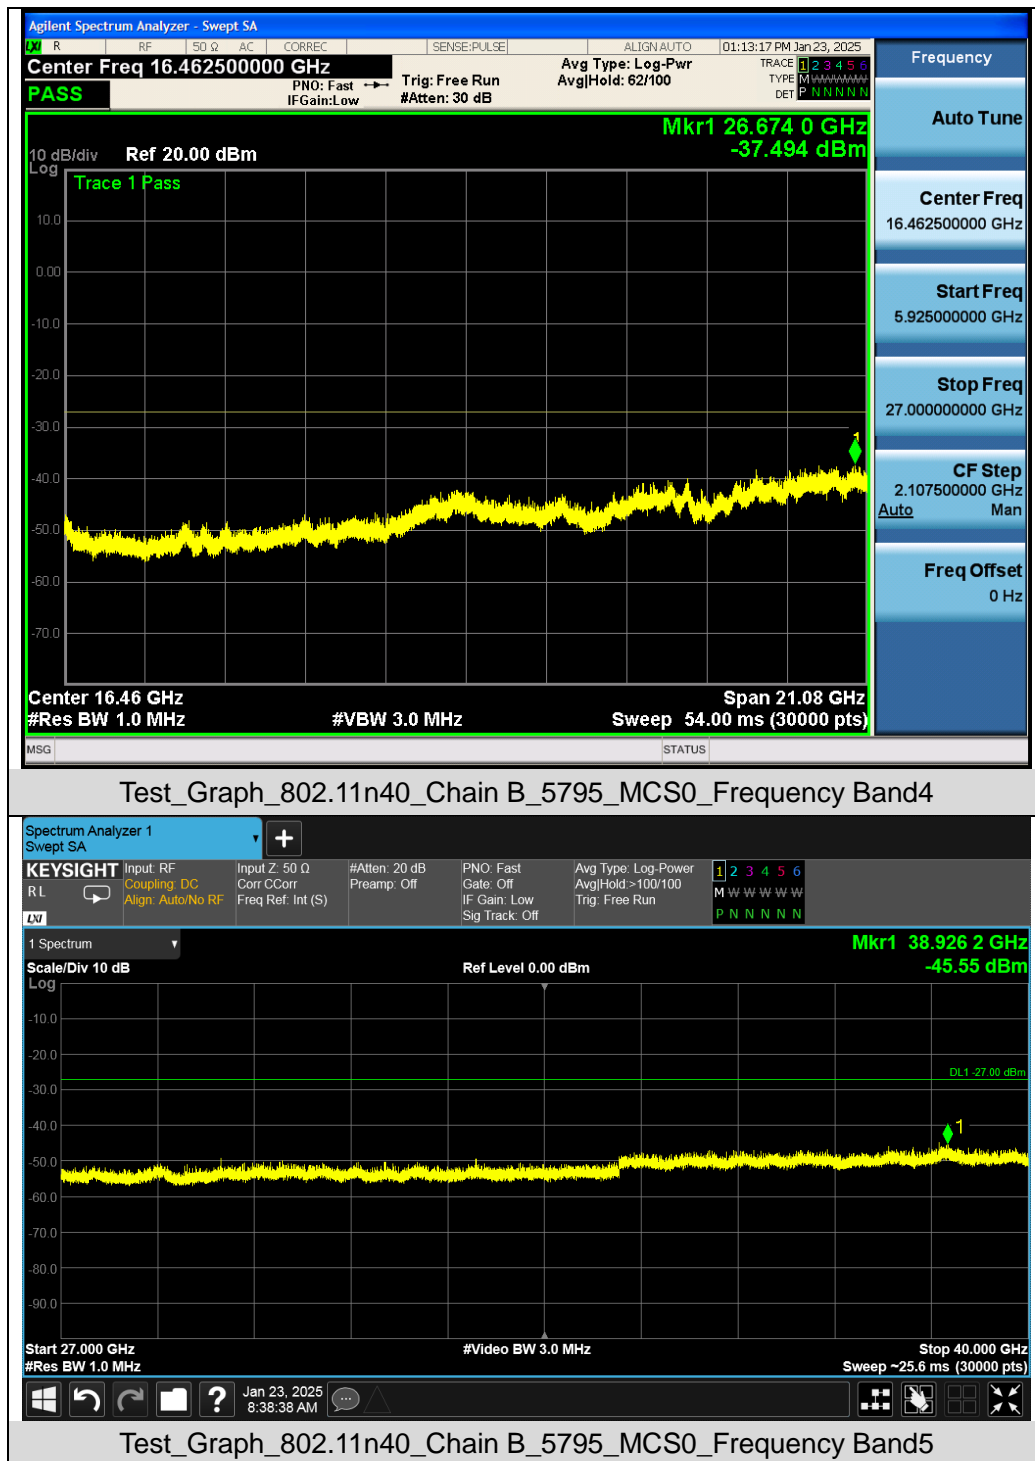 Agilent Spectrum Analyzer - Swept SA
LXI R RF 50 Ω AC CORREC SENSE:PULSE ALIGN AUTO 01:13:17 PM Jan 23, 2025
Center Freq 16.462500000 GHz
PASS
PNO: Fast
IFGain:Low
Trig: Free Run
#Atten: 30 dB
Avg Type: Log-Pwr
Avg|Hold: 62/100
TRACE 1 2 3 4 5 6
TYPE M W W W W W
DET P N N N N N
Mkr1 26.674 0 GHz
-37.494 dBm
10 dB/div Ref 20.00 dBm
Log
Trace 1 Pass
10.0
0.00
-10.0
-20.0
-30.0
-40.0
-50.0
-60.0
-70.0
1
Center 16.46 GHz Span 21.08 GHz
#Res BW 1.0 MHz #VBW 3.0 MHz Sweep 54.00 ms (30000 pts)
MSG STATUS
Frequency
Auto Tune
Center Freq
16.462500000 GHz
Start Freq
5.925000000 GHz
Stop Freq
27.000000000 GHz
CF Step
2.107500000 GHz
Auto Man
Freq Offset
0 Hz
Test_Graph_802.11n40_Chain B_5795_MCS0_Frequency Band4
Spectrum Analyzer 1
Swept SA
+
KEYSIGHT
RL
LXI
Input: RF
Coupling: DC
Align: Auto/No RF
Input Z: 50 Ω
Corr CCorr
Freq Ref: Int (S)
#Atten: 20 dB
Preamp: Off
PNO: Fast
Gate: Off
IF Gain: Low
Sig Track: Off
Avg Type: Log-Power
Avg|Hold:>100/100
Trig: Free Run
1 2 3 4 5 6
M W W W W W
P N N N N N
1 Spectrum
Mkr1 38.926 2 GHz
-45.55 dBm
Scale/Div 10 dB Ref Level 0.00 dBm
Log
-10.0
-20.0
-30.0
-40.0
-50.0
-60.0
-70.0
-80.0
-90.0
DL1 -27.00 dBm
1
Start 27.000 GHz #Video BW 3.0 MHz Stop 40.000 GHz
#Res BW 1.0 MHz Sweep ~25.6 ms (30000 pts)
?
Jan 23, 2025
8:38:38 AM
Test_Graph_802.11n40_Chain B_5795_MCS0_Frequency Band5